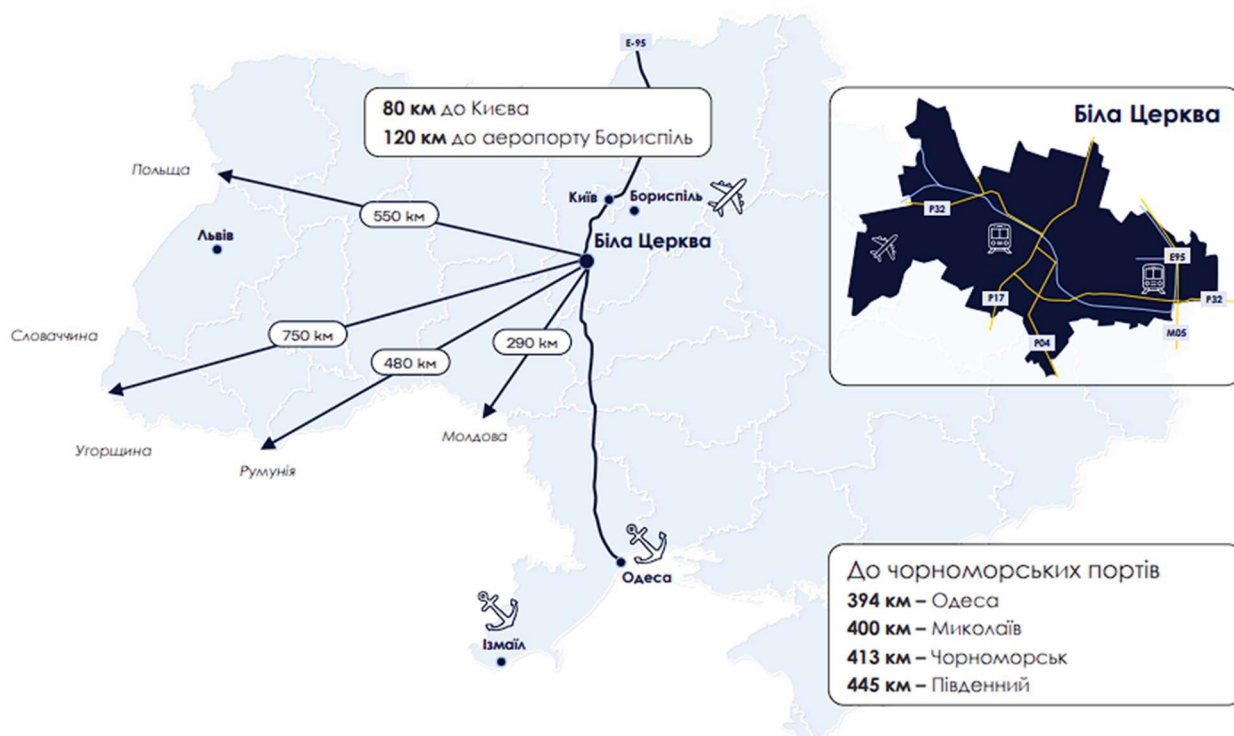 E-95
80 км до Києва
120 км до аеропорту Бориспіль
Біла Церква
Польща
550 км
Київ
Бориспіль
Львів
Біла Церква
P32
E95
P32
P17
M05
P04
Словаччина
750 км
480 км
290 км
Угорщина
Румунія
Молдова
Одеса
Ізмаїл
До чорноморських портів
394 км – Одеса
400 км – Миколаїв
413 км – Чорноморськ
445 км – Південний